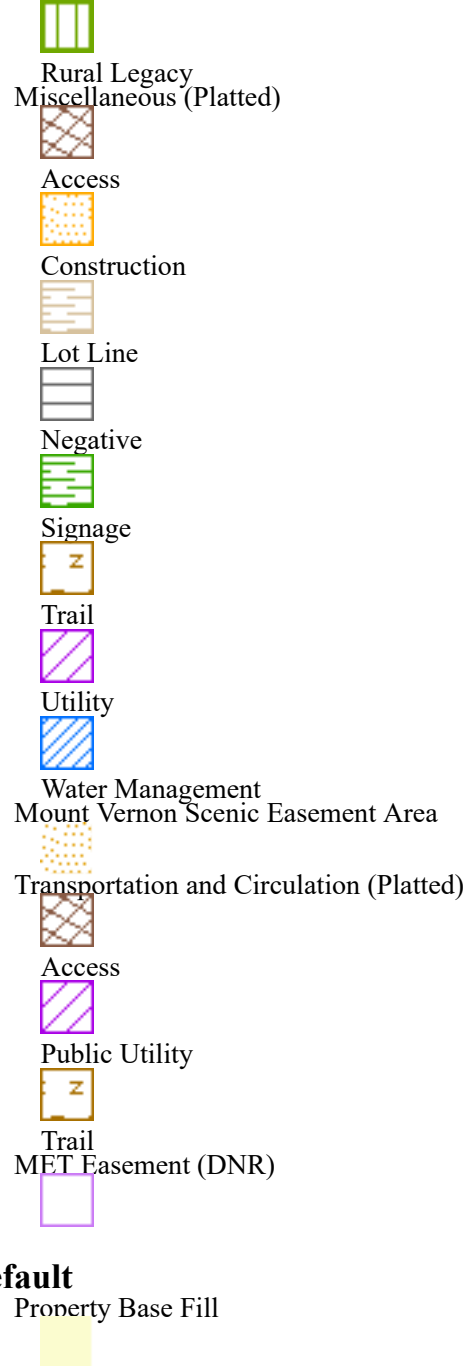 Rural Legacy
Miscellaneous (Platted)
Access
Construction
Lot Line
Negative
Signage
Trail
Utility
Water Management
Mount Vernon Scenic Easement Area
Transportation and Circulation (Platted)
Access
Public Utility
Trail
MET Easement (DNR)
efault
Property Base Fill